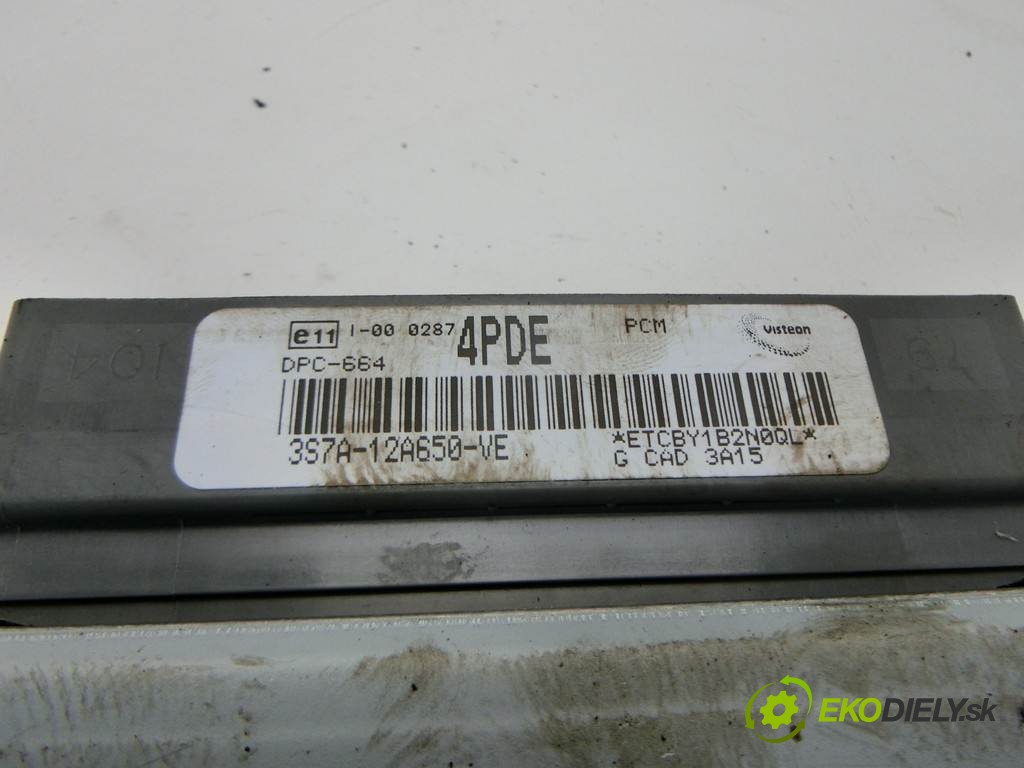 e11 I-00 0287 4PDE PCM Visteon
DPC-664
3S7A-12A650-VE *ETCBY1B2N0QL*
G CAD 3A15
EKODIELY.sk